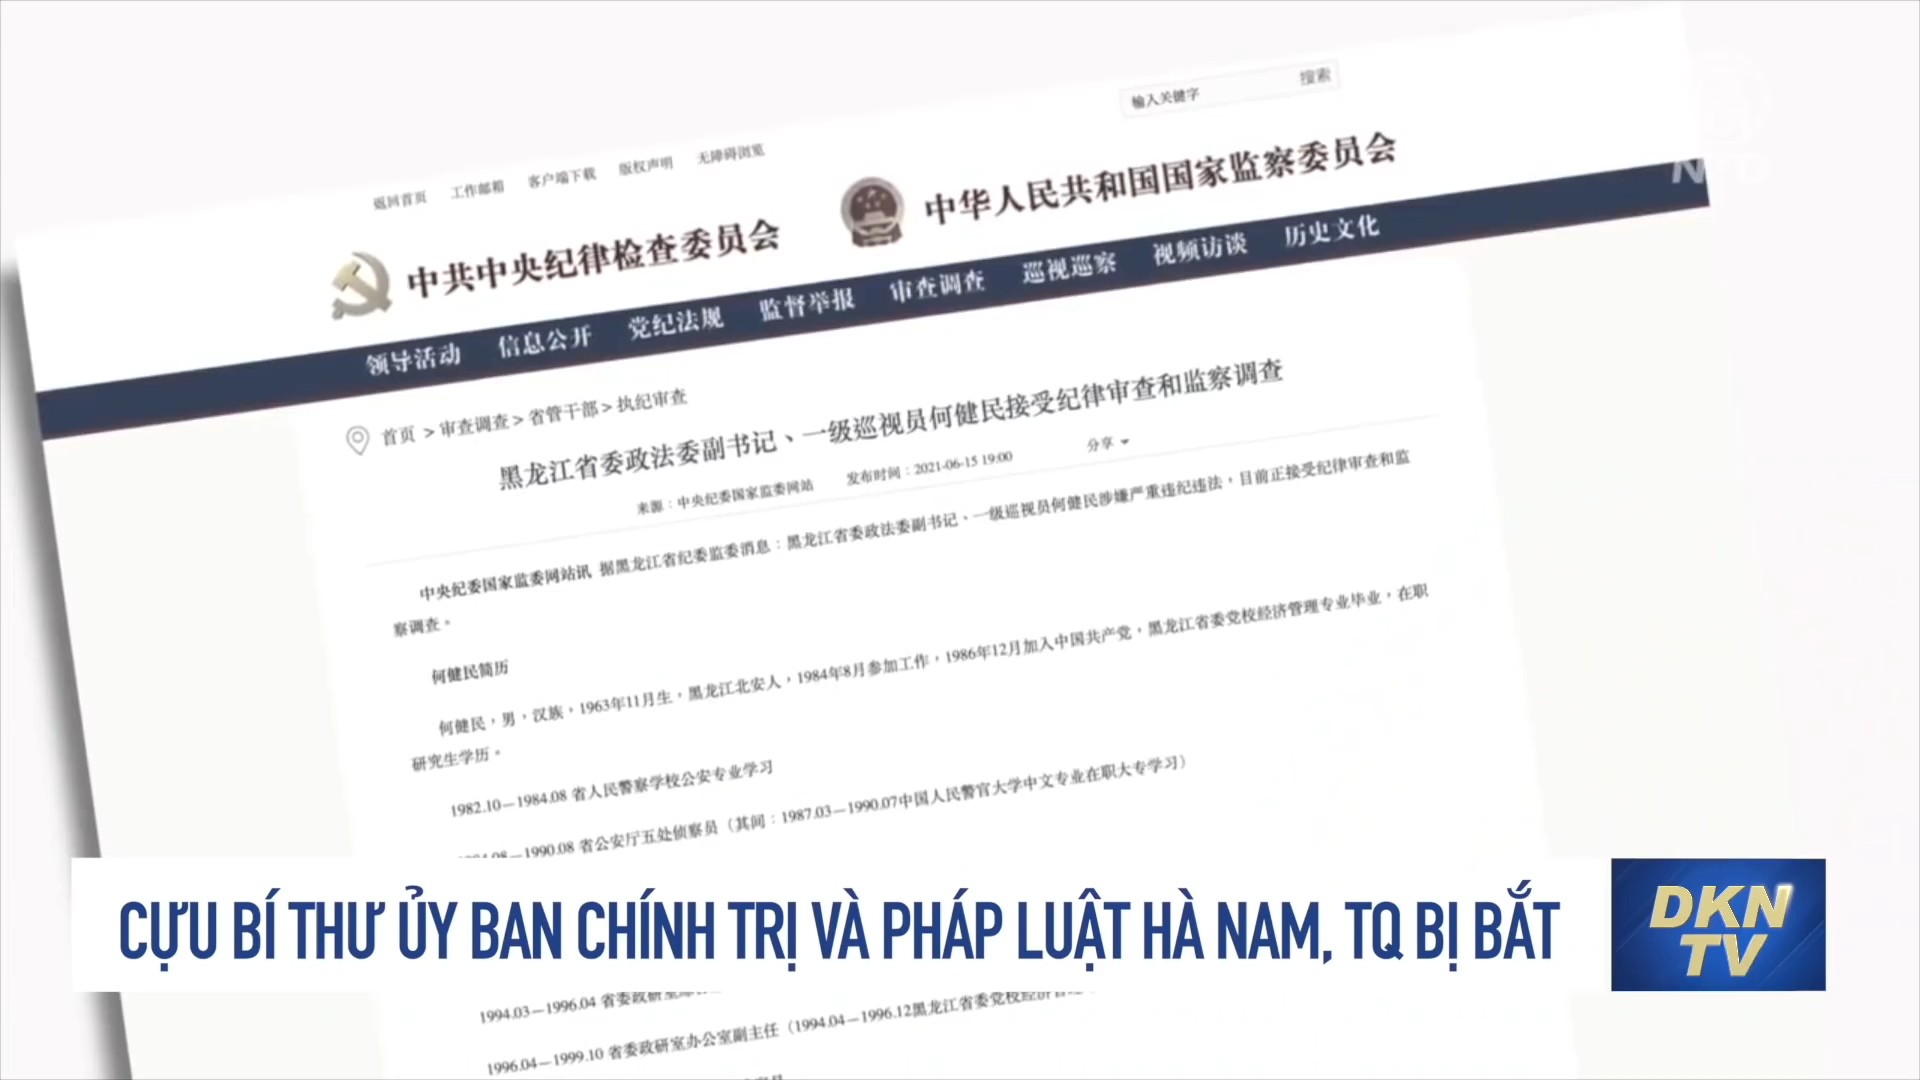 输入关键字 搜索
返回首页 工作邮箱 客户端下载 版权声明 无障碍浏览
中共中央纪律检查委员会 中华人民共和国国家监察委员会
NTD
领导活动 信息公开 党纪法规 监督举报 审查调查 巡视巡察 视频访谈 历史文化
首页 > 审查调查 > 省管干部 > 执纪审查
黑龙江省委政法委副书记、一级巡视员何健民接受纪律审查和监察调查
来源：中央纪委国家监委网站 发布时间：2021-06-15 19:00 分享
中央纪委国家监委网站讯 据黑龙江省纪委监委消息：黑龙江省委政法委副书记、一级巡视员何健民涉嫌严重违纪违法，目前正接受纪律审查和监
察调查。
何健民简历
何健民，男，汉族，1963年11月生，黑龙江北安人，1984年8月参加工作，1986年12月加入中国共产党，黑龙江省委党校经济管理专业毕业，在职
研究生学历。
1982.10—1984.08 省人民警察学校公安专业学习
—1990.08 省公安厅五处侦察员（其间：1987.03—1990.07中国人民警官大学中文专业在职大专学习）
CỰU BÍ THƯ ỦY BAN CHÍNH TRỊ VÀ PHÁP LUẬT HÀ NAM, TQ BỊ BẮT
DKN
TV
1994.03—1996.04 省委政研室
1996.04—1999.10 省委政研室办公室副主任（1994.04—1996.12黑龙江省委党校经济